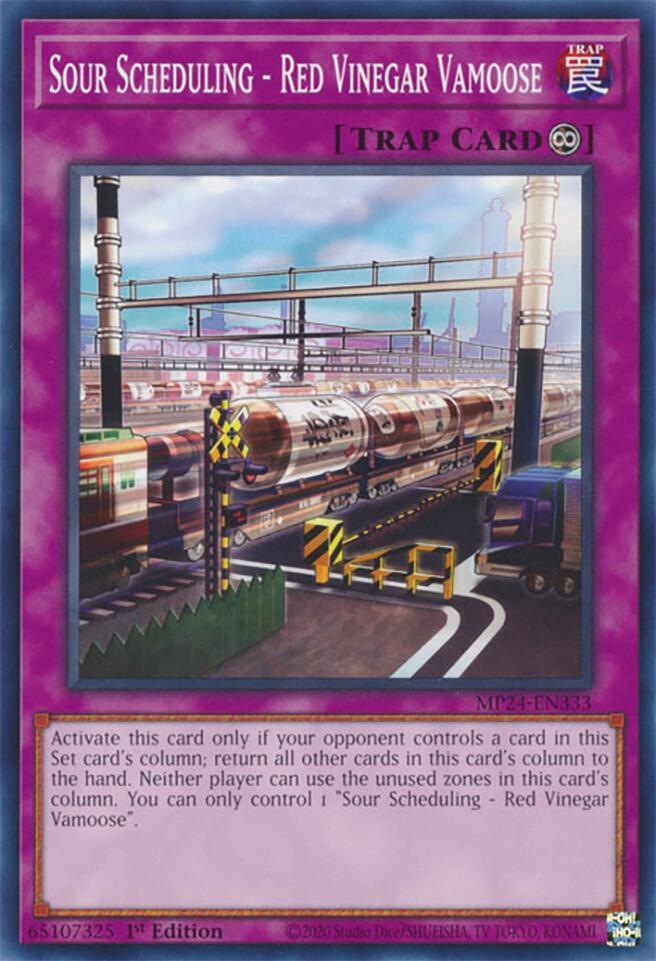 SOUR SCHEDULING - RED VINEGAR VAMOOSE
TRAP
罠
[TRAP CARD]
MP24-EN333
Activate this card only if your opponent controls a card in this
Set card's column; return all other cards in this card's column to
the hand. Neither player can use the unused zones in this card's
column. You can only control 1 "Sour Scheduling - Red Vinegar
Vamoose".
65107325 1st Edition ©2020 Studio Dice/SHUEISHA, TV TOKYO, KONAMI